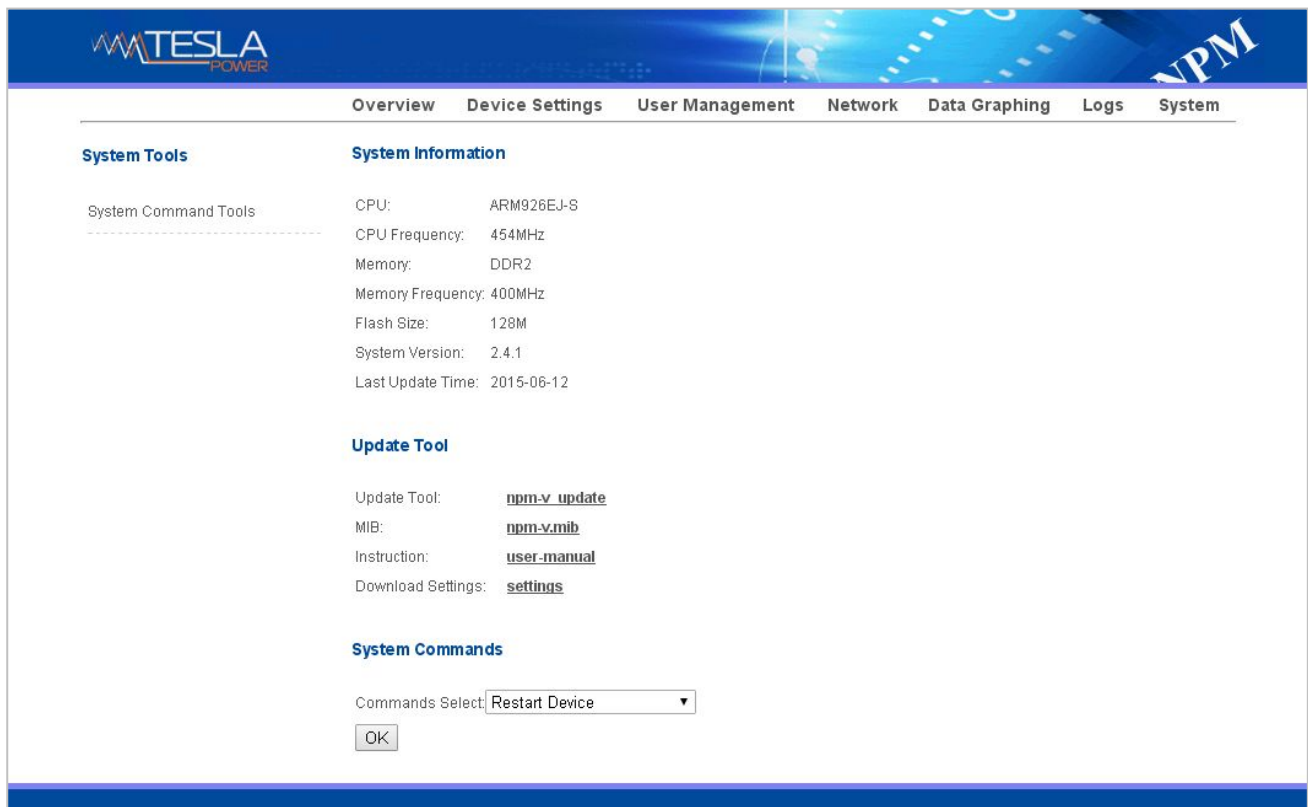 TESLA
POWER
NPM
Overview Device Settings User Management Network Data Graphing Logs System
System Tools
System Command Tools
System Information
CPU: ARM926EJ-S
CPU Frequency: 454MHz
Memory: DDR2
Memory Frequency: 400MHz
Flash Size: 128M
System Version: 2.4.1
Last Update Time: 2015-06-12
Update Tool
Update Tool: npm-v_update
MIB: npm-v.mib
Instruction: user-manual
Download Settings: settings
System Commands
Commands Select: Restart Device
OK